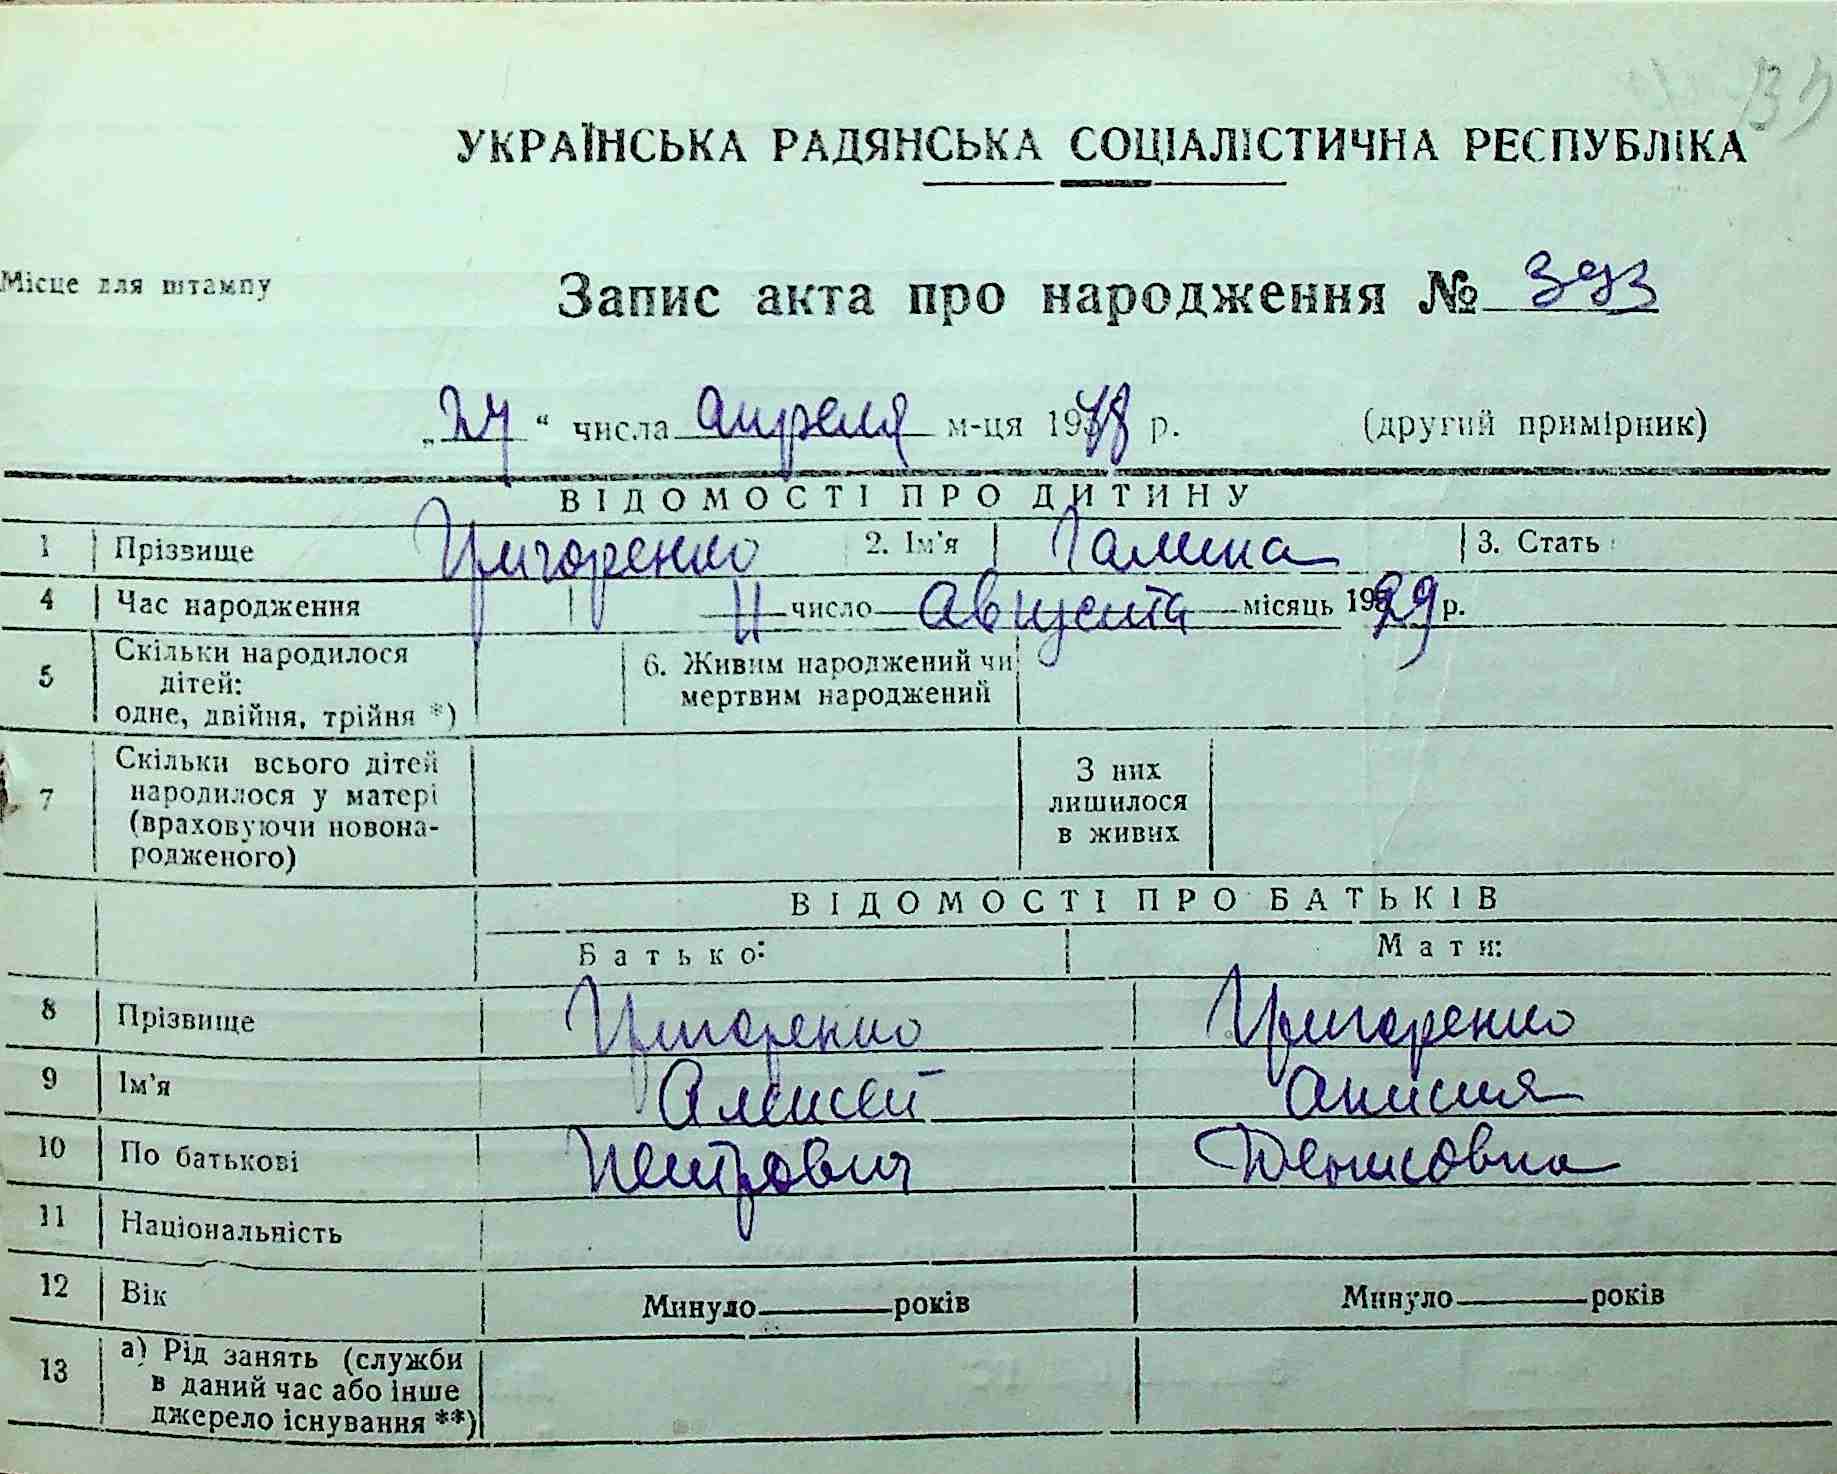 УКРАЇНСЬКА РАДЯНСЬКА СОЦІАЛІСТИЧНА РЕСПУБЛІКА
Місце для штампу
Запис акта про народження № 393
„27“ числа апреля м-ця 1948 р. (другий примірник)
ВІДОМОСТІ ПРО ДИТИНУ
1 Прізвище Григоренко 2. Ім'я Галина 3. Стать
4 Час народження 11 число Августа місяць 1929 р.
5 Скільки народилося дітей: одне, двійня, трійня *) 6. Живим народжений чи мертвим народжений
7 Скільки всього дітей народилося у матері (враховуючи новонародженого) З них лишилося в живих
ВІДОМОСТІ ПРО БАТЬКІВ
Батько: Мати:
8 Прізвище Григоренко Григоренко
9 Ім'я Алексей Анисия
10 По батькові Петрович Денисовна
11 Національність
12 Вік Минуло років Минуло років
13 а) Рід занять (служби в даний час або інше джерело існування **)